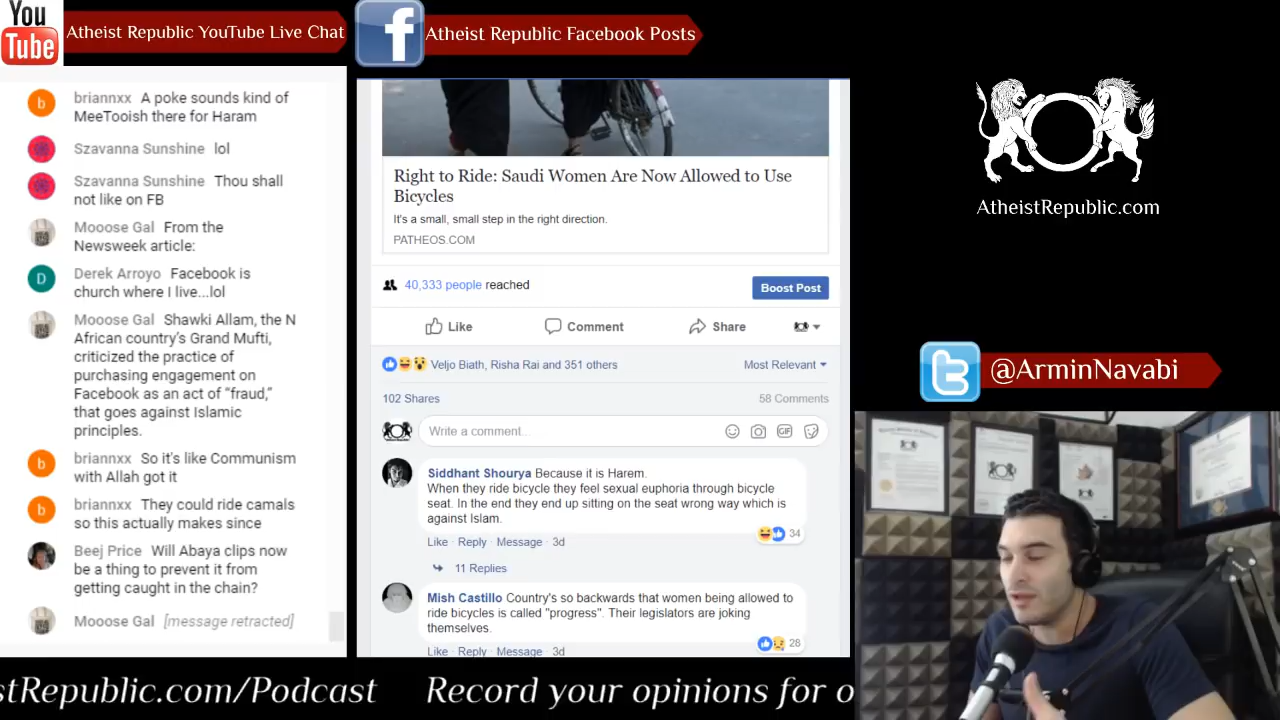 You
Tube
Atheist Republic YouTube Live Chat
f
Atheist Republic Facebook Posts
b
briannxx A poke sounds kind of
MeeTooish there for Haram
Szavanna Sunshine lol
Szavanna Sunshine Thou shall
not like on FB
Mooose Gal From the
Newsweek article:
D
Derek Arroyo Facebook is
church where I live...lol
Mooose Gal Shawki Allam, the N
African country's Grand Mufti,
criticized the practice of
purchasing engagement on
Facebook as an act of “fraud,”
that goes against Islamic
principles.
b
briannxx So it's like Communism
with Allah got it
b
briannxx They could ride camals
so this actually makes since
Beej Price Will Abaya clips now
be a thing to prevent it from
getting caught in the chain?
Mooose Gal [message retracted]
Right to Ride: Saudi Women Are Now Allowed to Use
Bicycles
It's a small, small step in the right direction.
PATHEOS.COM
40,333 people reached
Boost Post
Like Comment Share
Veljo Biath, Risha Rai and 351 others Most Relevant
102 Shares 58 Comments
Write a comment...
GIF
Siddhant Shourya Because it is Harem.
When they ride bicycle they feel sexual euphoria through bicycle
seat. In the end they end up sitting on the seat wrong way which is
against Islam.
34
Like · Reply · Message · 3d
11 Replies
Mish Castillo Country's so backwards that women being allowed to
ride bicycles is called "progress". Their legislators are joking
themselves.
28
Like · Reply · Message · 3d
AtheistRepublic.com
@ArminNavabi
stRepublic.com/Podcast Record your opinions for o